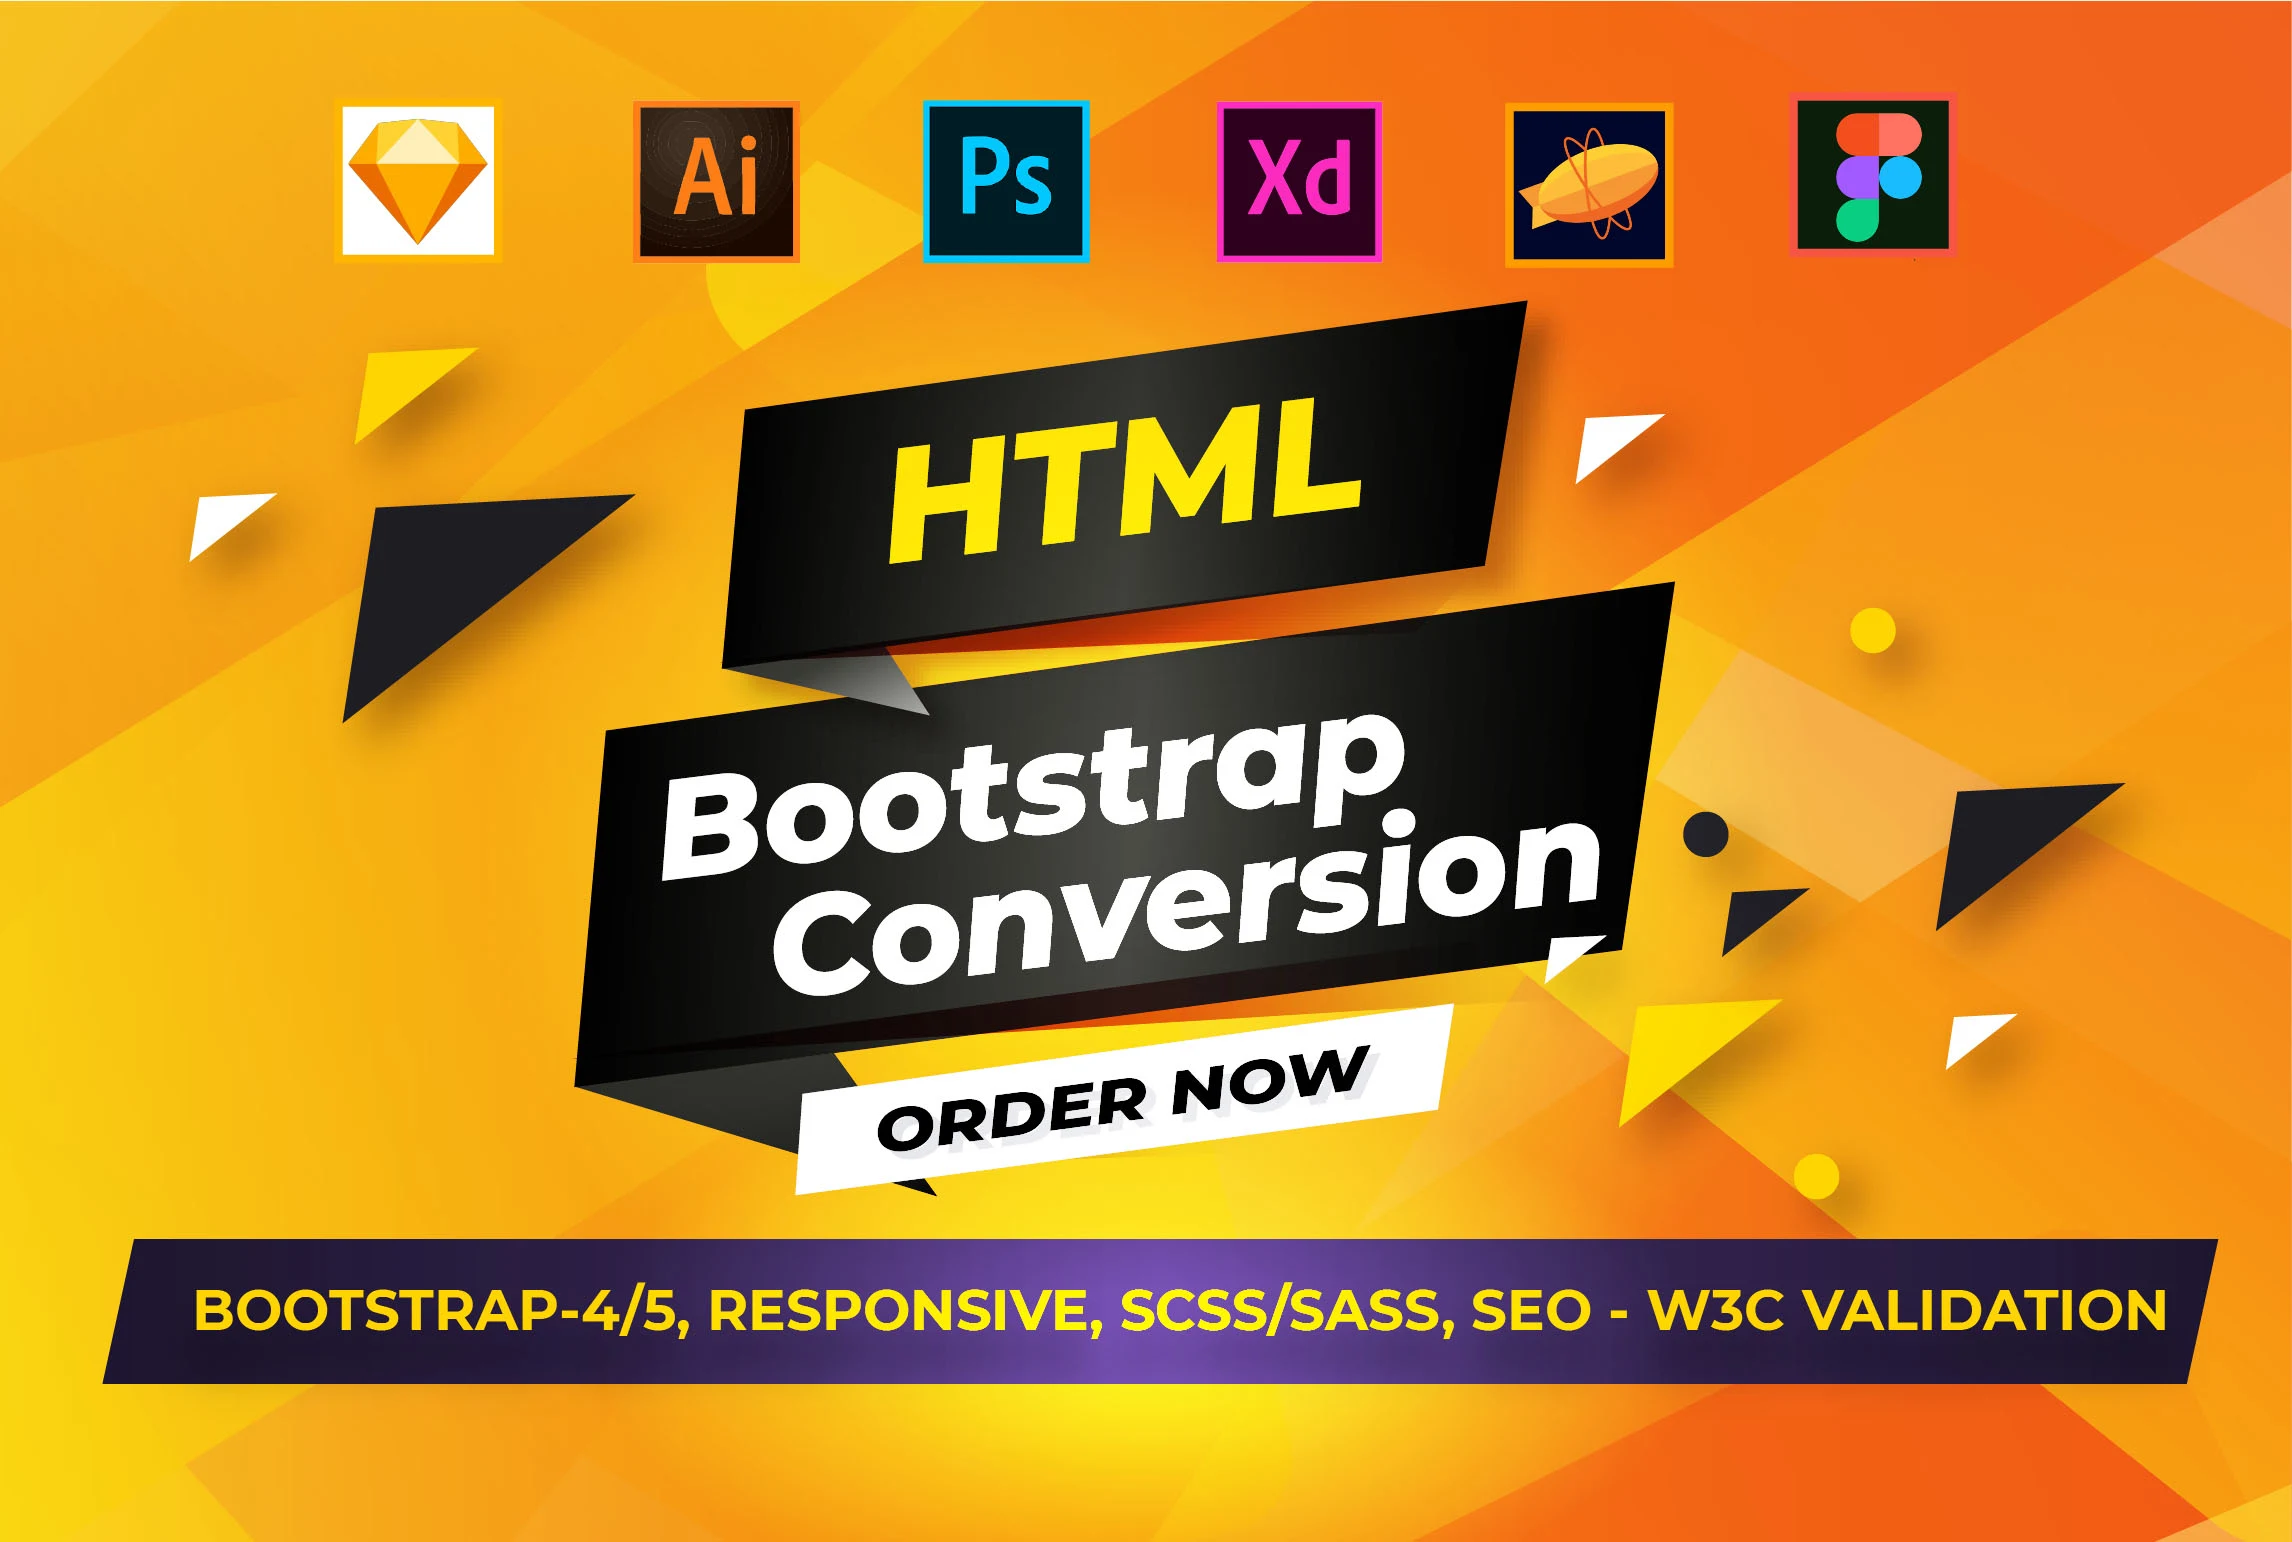 Ai Ps Xd
HTML
Bootstrap
Conversion
ORDER NOW
BOOTSTRAP-4/5, RESPONSIVE, SCSS/SASS, SEO - W3C VALIDATION